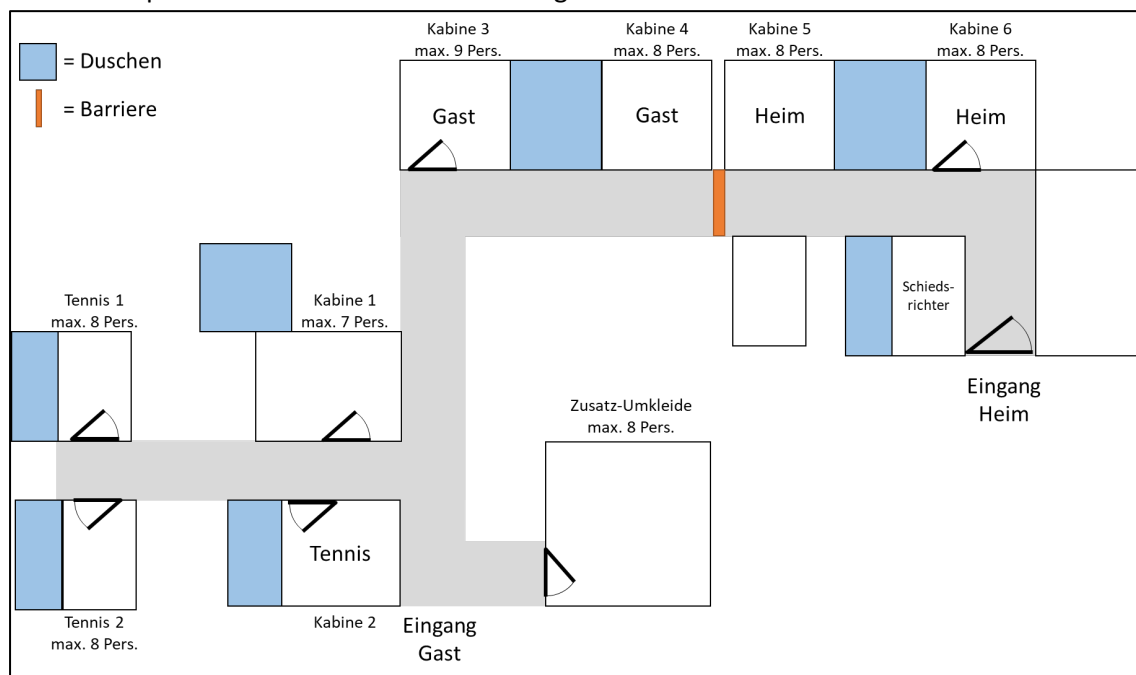 = Duschen
= Barriere
Kabine 3
max. 9 Pers.
Kabine 4
max. 8 Pers.
Kabine 5
max. 8 Pers.
Kabine 6
max. 8 Pers.
Gast
Gast
Heim
Heim
Schieds-
richter
Eingang
Heim
Tennis 1
max. 8 Pers.
Kabine 1
max. 7 Pers.
Zusatz-Umkleide
max. 8 Pers.
Tennis
Tennis 2
max. 8 Pers.
Kabine 2
Eingang
Gast